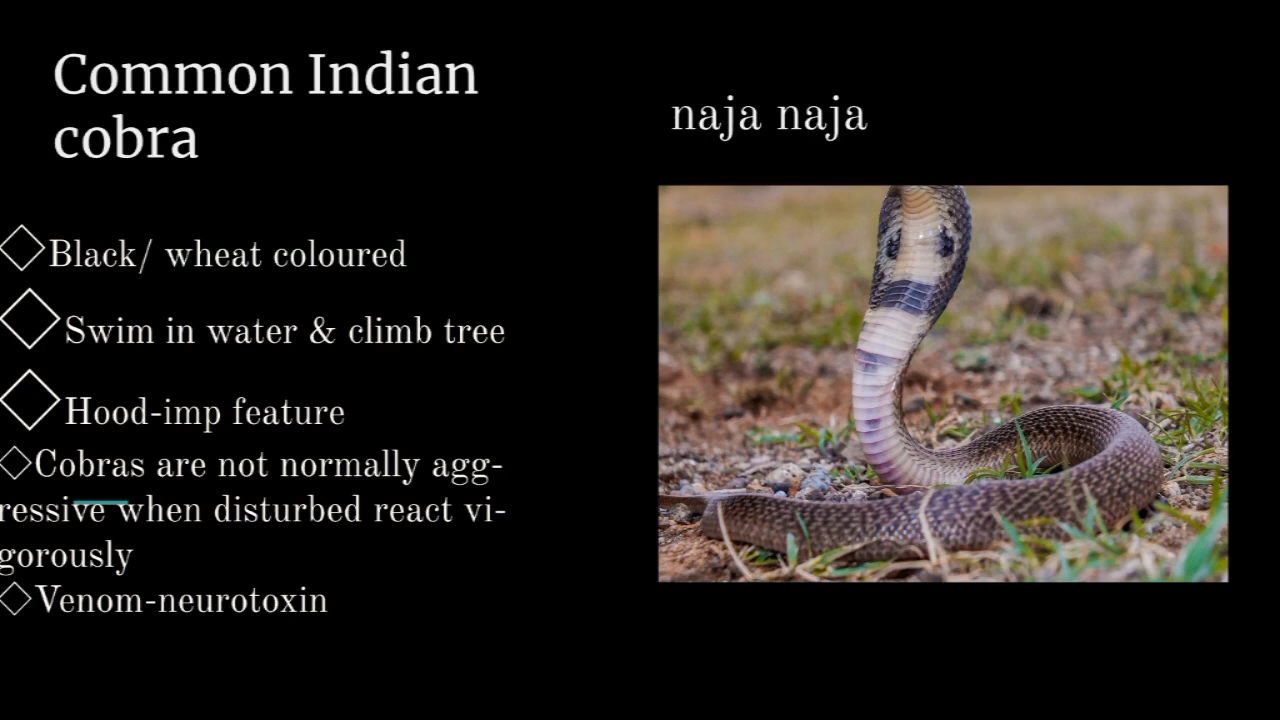 Common Indian
cobra
naja naja
Black/ wheat coloured
Swim in water & climb tree
Hood-imp feature
Cobras are not normally agg-
ressive when disturbed react vi-
gorously
Venom-neurotoxin